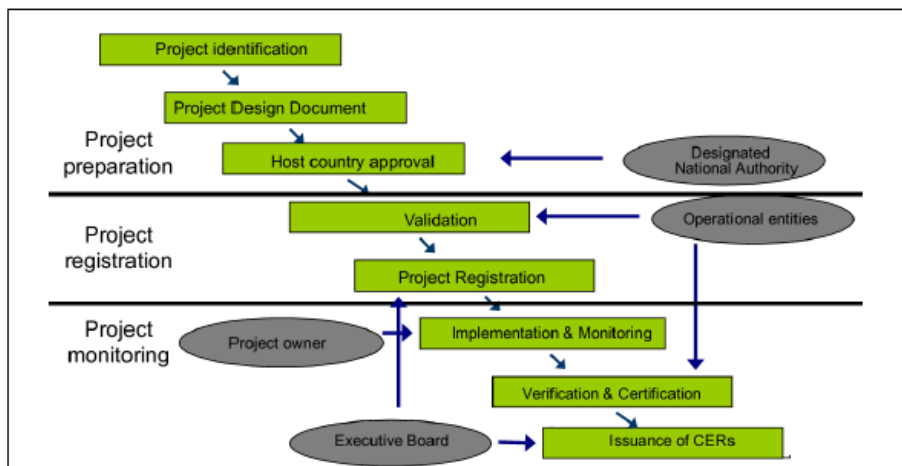 Project identification
Project Design Document
Project
preparation
Host country approval
Designated
National Authority
Validation
Operational entities
Project
registration
Project Registration
Project
monitoring
Project owner
Implementation & Monitoring
Verification & Certification
Executive Board
Issuance of CERs